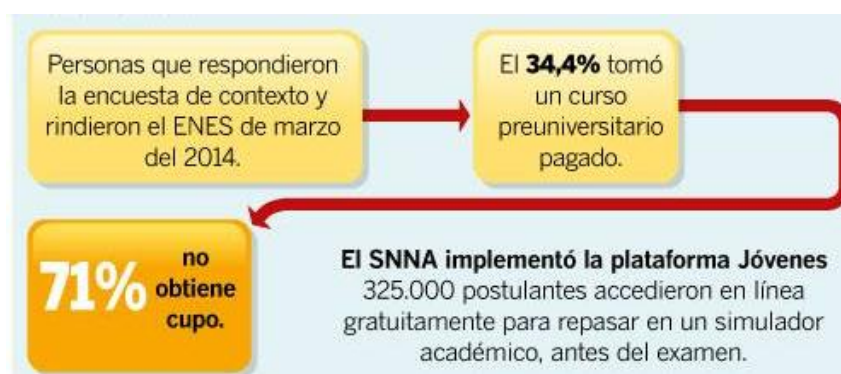 Personas que respondieron
la encuesta de contexto y
rindieron el ENES de marzo
del 2014.
El 34,4% tomó
un curso
preuniversitario
pagado.
71% no
obtiene
cupo.
El SNNA implementó la plataforma Jóvenes
325.000 postulantes accedieron en línea
gratuitamente para repasar en un simulador
académico, antes del examen.